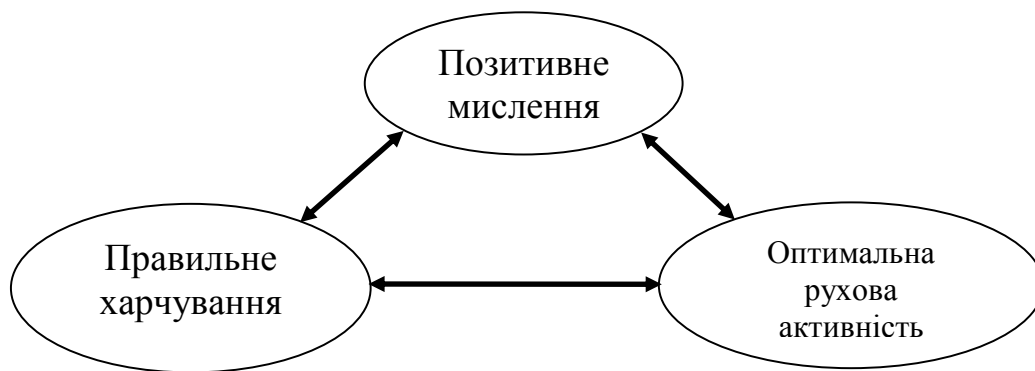 Позитивне
мислення
Правильне
харчування
Оптимальна
рухова
активність